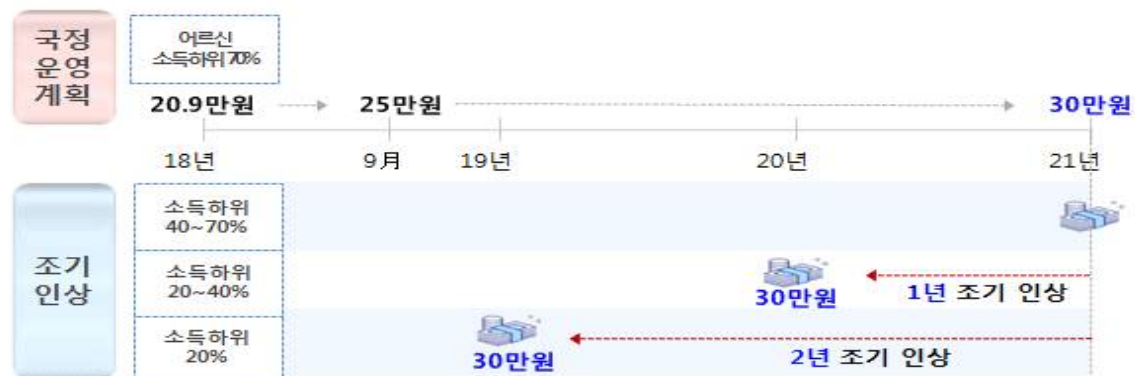 국정
운영
계획
어르신
소득하위 70%
20.9만원
25만원
30만원
18년
9月
19년
20년
21년
조기
인상
소득하위
40~70%
소득하위
20~40%
30만원
1년 조기 인상
소득하위
20%
30만원
2년 조기 인상